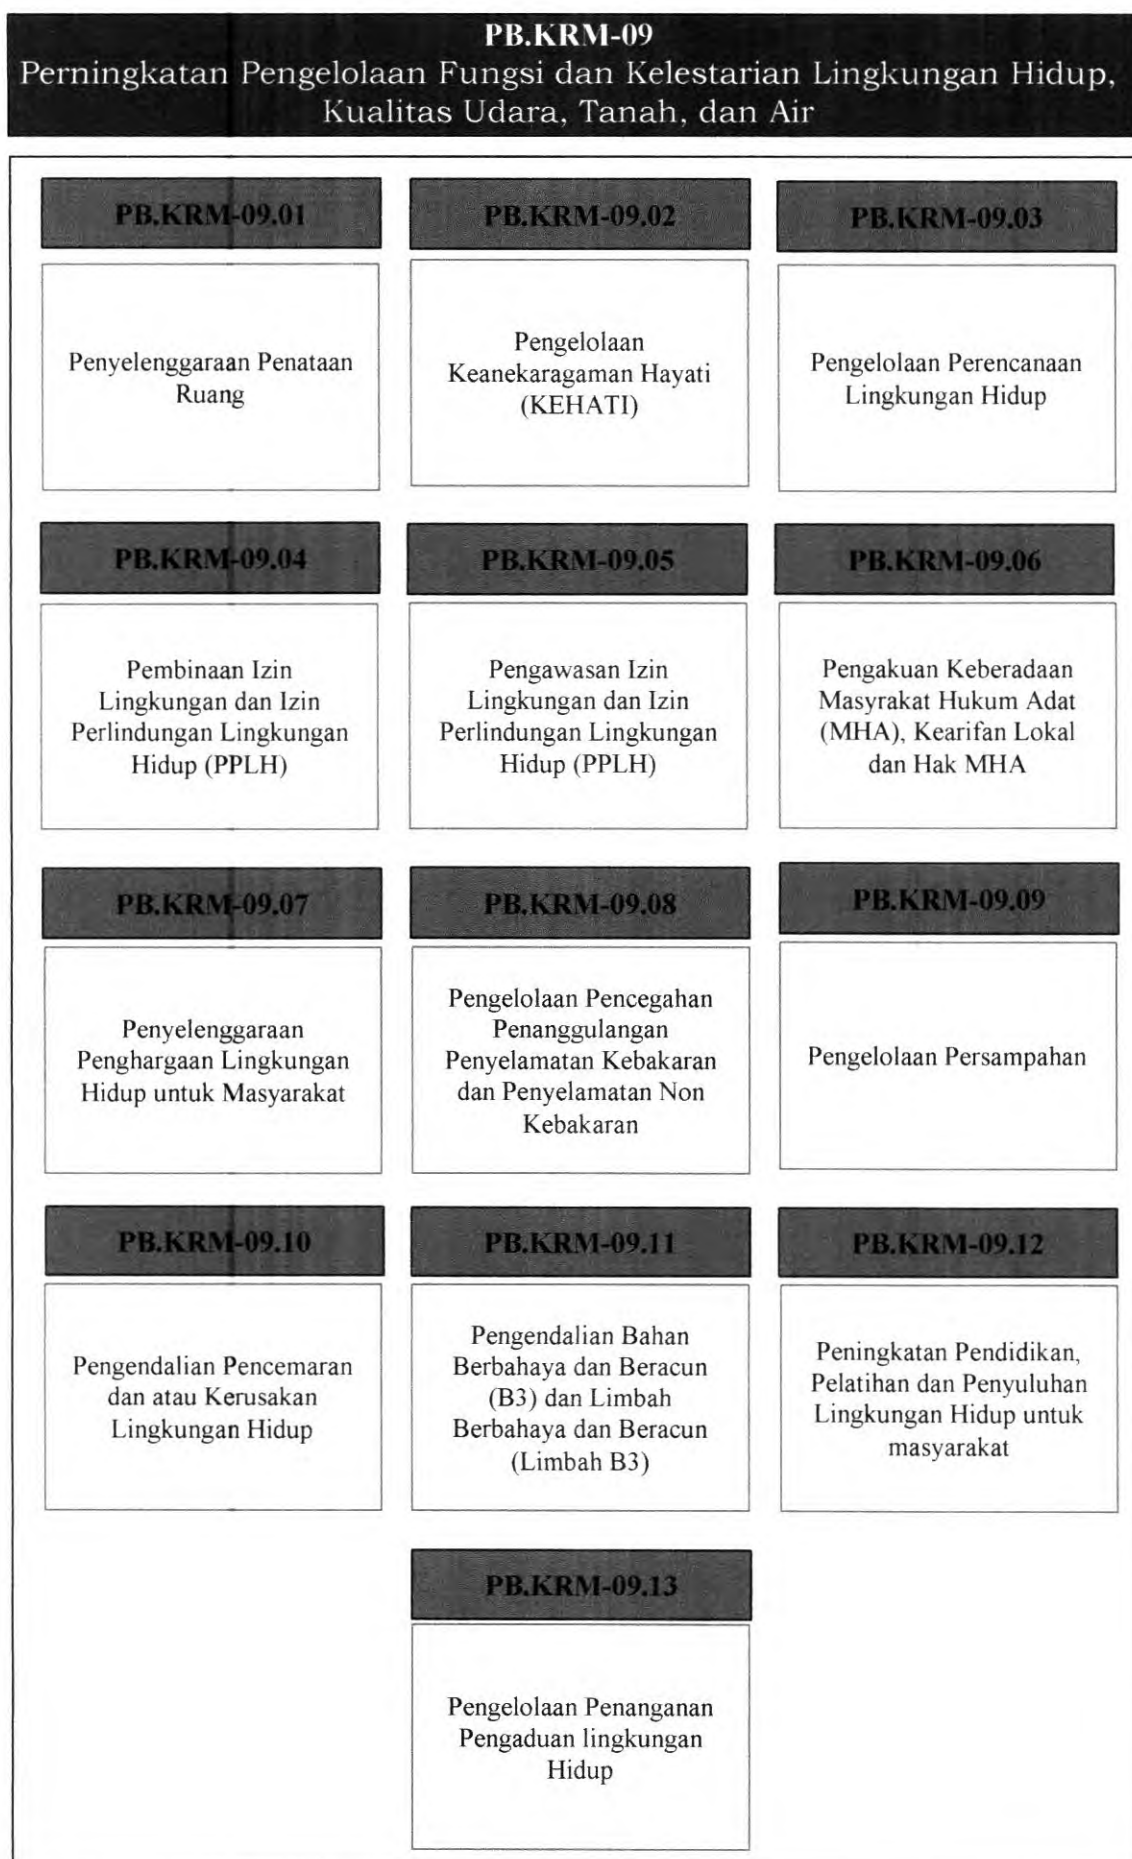 PB.KRM-09
Perningkatan Pengelolaan Fungsi dan Kelestarian Lingkungan Hidup,
Kualitas Udara, Tanah, dan Air
PB.KRM-09.01
Penyelenggaraan Penataan
Ruang
PB.KRM-09.02
Pengelolaan
Keanekaragaman Hayati
(KEHATI)
PB.KRM-09.03
Pengelolaan Perencanaan
Lingkungan Hidup
PB.KRM-09.04
Pembinaan Izin
Lingkungan dan Izin
Perlindungan Lingkungan
Hidup (PPLH)
PB.KRM-09.05
Pengawasan Izin
Lingkungan dan Izin
Perlindungan Lingkungan
Hidup (PPLH)
PB.KRM-09.06
Pengakuan Keberadaan
Masyrakat Hukum Adat
(MHA), Kearifan Lokal
dan Hak MHA
PB.KRM-09.07
Penyelenggaraan
Penghargaan Lingkungan
Hidup untuk Masyarakat
PB.KRM-09.08
Pengelolaan Pencegahan
Penanggulangan
Penyelamatan Kebakaran
dan Penyelamatan Non
Kebakaran
PB.KRM-09.09
Pengelolaan Persampahan
PB.KRM-09.10
Pengendalian Pencemaran
dan atau Kerusakan
Lingkungan Hidup
PB.KRM-09.11
Pengendalian Bahan
Berbahaya dan Beracun
(B3) dan Limbah
Berbahaya dan Beracun
(Limbah B3)
PB.KRM-09.12
Peningkatan Pendidikan,
Pelatihan dan Penyuluhan
Lingkungan Hidup untuk
masyarakat
PB.KRM-09.13
Pengelolaan Penanganan
Pengaduan lingkungan
Hidup